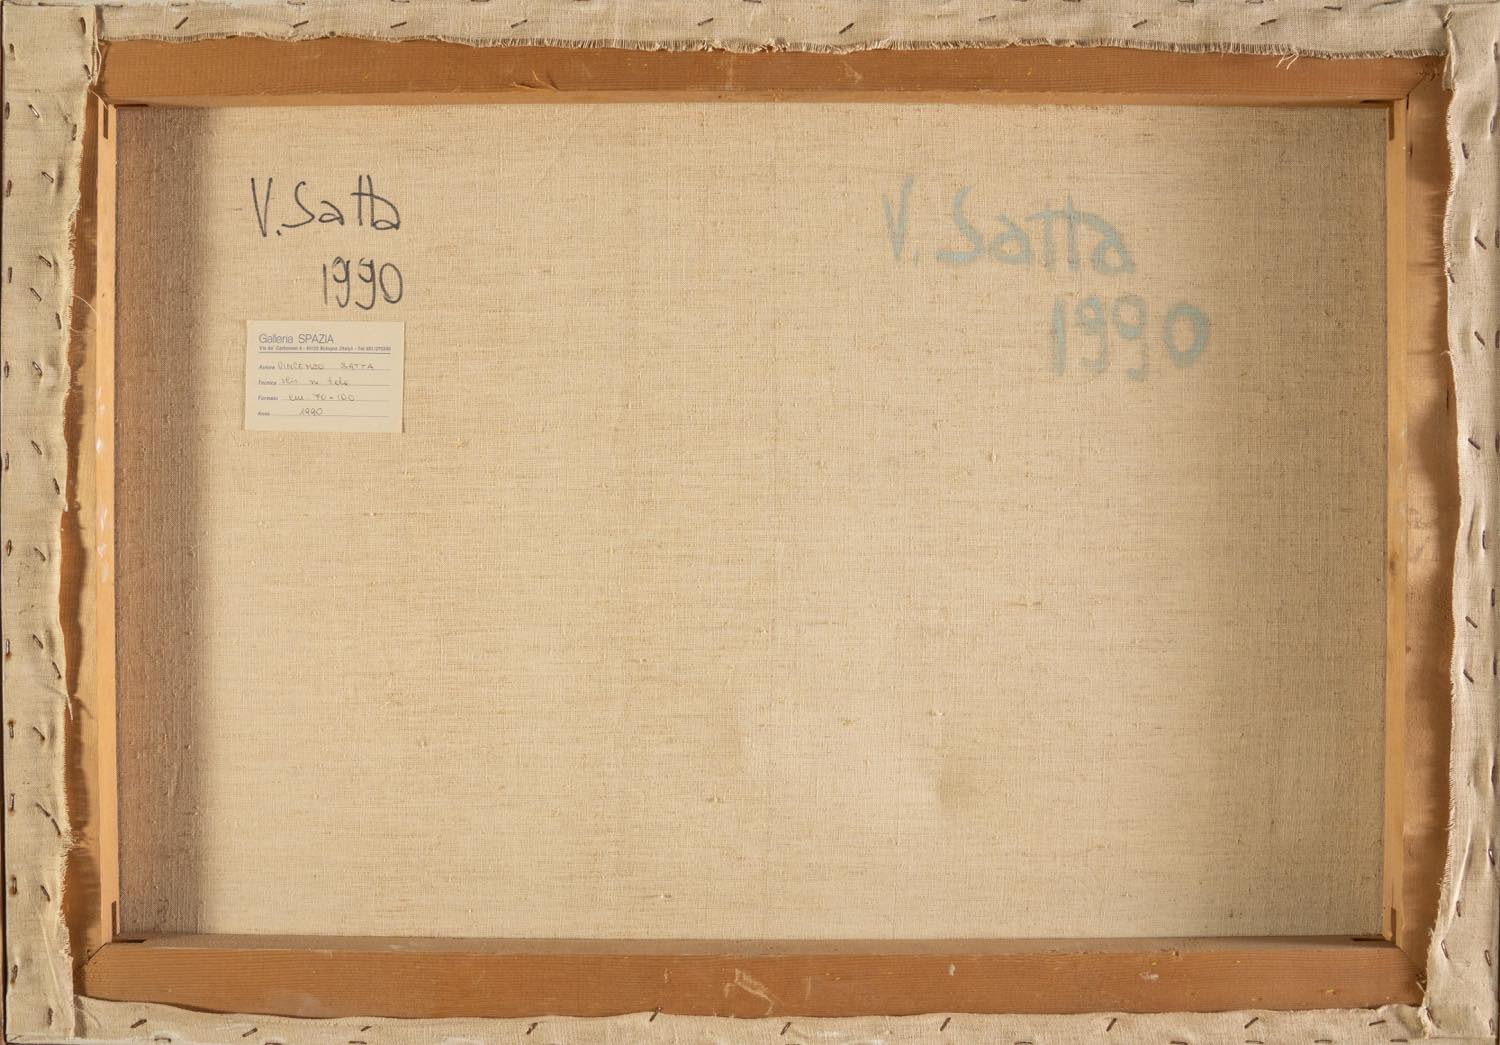 V. Satta
1990
V. Satta
1990
Galleria SPAZIA
Autore VINCENZO SATTA
Tecnica olio su tela
Formato cm 70 x 100
Anno 1990